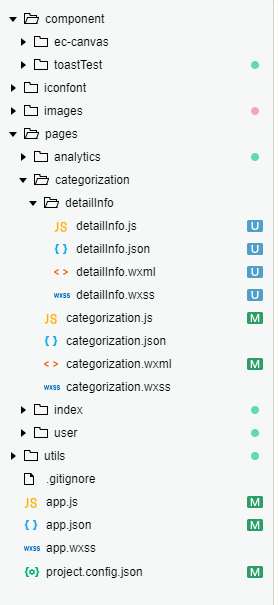 component
ec-canvas
toastTest
iconfont
images
pages
analytics
categorization
detailInfo
JS detailInfo.js U
{ } detailInfo.json U
< > detailInfo.wxml U
wxss detailInfo.wxss U
JS categorization.js M
{ } categorization.json
< > categorization.wxml M
wxss categorization.wxss
index
user
utils
.gitignore
JS app.js M
{ } app.json M
wxss app.wxss
{o} project.config.json M